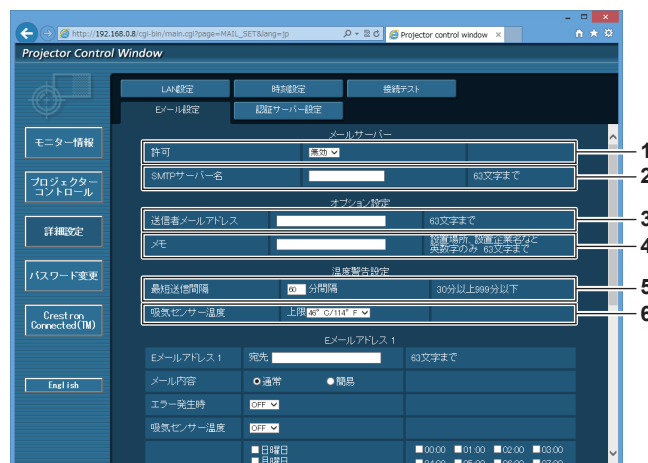 http://192.168.0.8/cgi-bin/main.cgi?page=MAIL_SET&lang=jp
Projector control window
Projector Control Window
LAN設定 時刻設定 接続テスト
Eメール設定 認証サーバー設定
モニター情報
プロジェクター
コントロール
詳細設定
パスワード変更
Crestron
Connected(TM)
English
メールサーバー
許可 無効 1
SMTPサーバー名 63文字まで 2
オプション設定
送信者メールアドレス 63文字まで 3
メモ 設置場所、設置企業名など
英数字のみ 63文字まで 4
温度警告設定
最短送信間隔 60 分間隔 30分以上999分以下 5
吸気センサー温度 上限 46°C/114°F 6
Eメールアドレス 1
Eメールアドレス 1 宛先 63文字まで
メール内容 通常 簡易
エラー発生時 OFF
吸気センサー温度 OFF
日曜日 00:00 01:00 02:00 03:00
月曜日 04:00 05:00 06:00 07:00